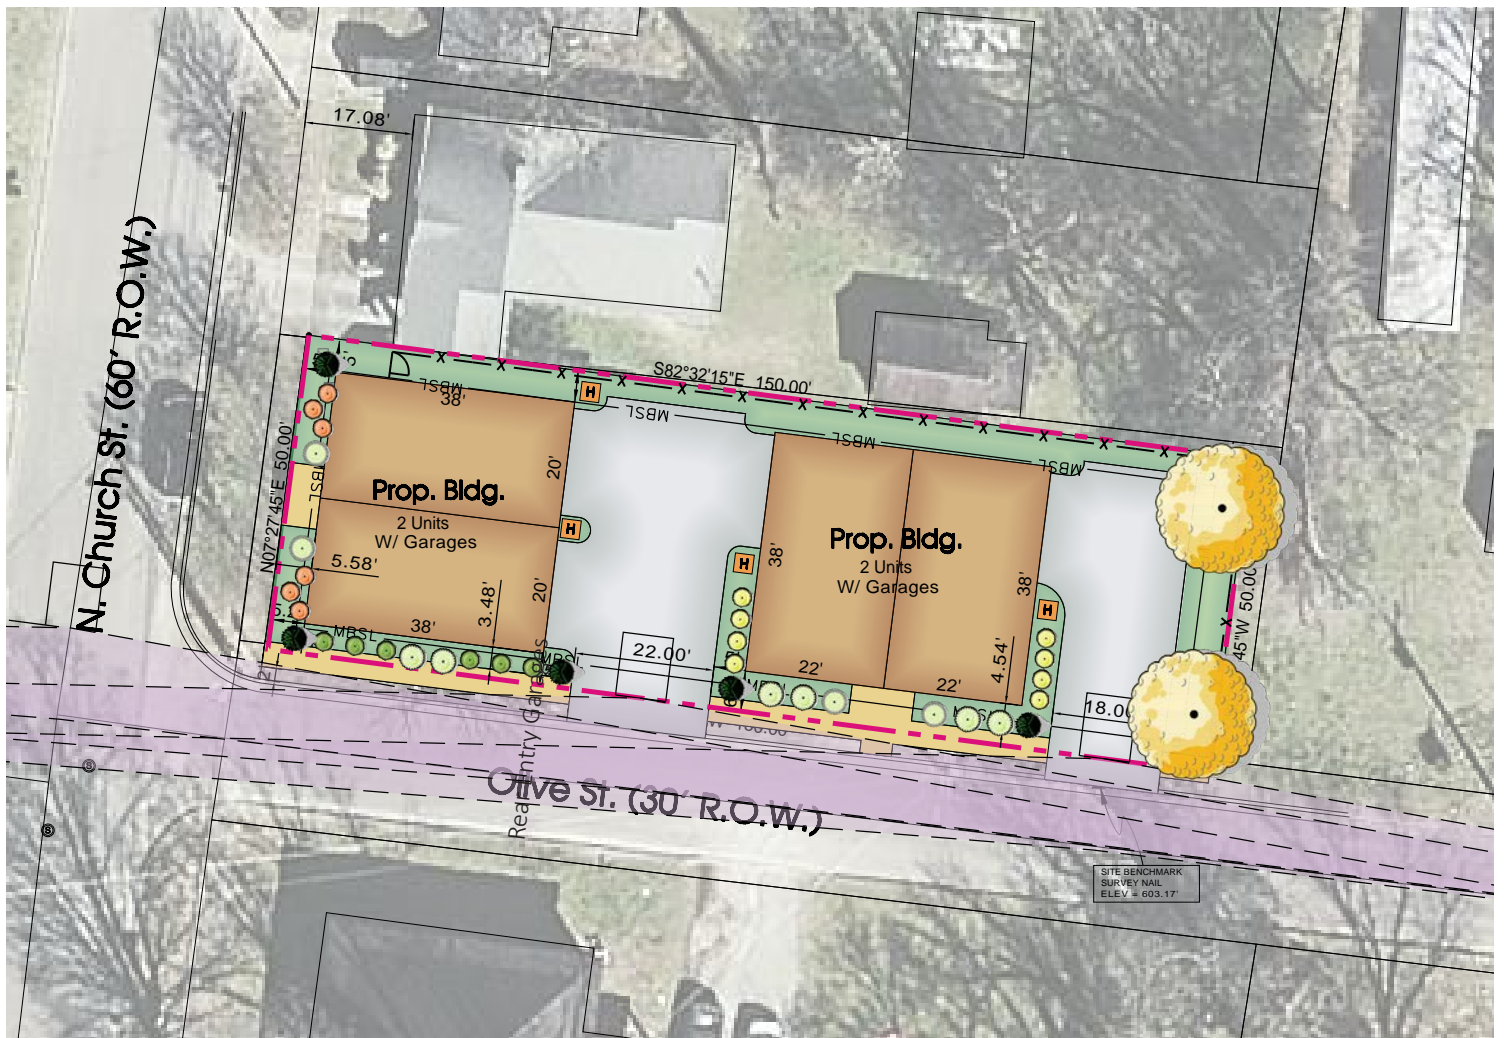 17.08'
N. Church St. (60' R.O.W.)
S82°32'15"E 150.00'
MBSL
38'
MBSL
MBSL
MBSL
N07°27'45"E 50.00'
MBSL
H
20'
Prop. Bldg.
2 Units
W/ Garages
H
5.58'
3.48'
20'
38'
MBSL
Prop. Bldg.
2 Units
W/ Garages
H
38'
38'
H
45"W 50.00'
22.00'
22'
22'
4.54'
18.00
Rear Entry Garages
Olive St. (30' R.O.W.)
SITE BENCHMARK
SURVEY NAIL
ELEV = 603.17'
S
S